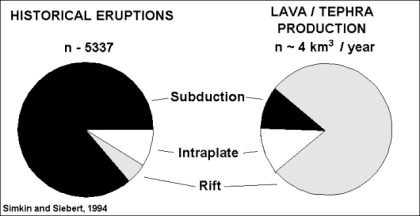 HISTORICAL ERUPTIONS
n - 5337
LAVA / TEPHRA
PRODUCTION
n ~ 4 km³ / year
Subduction
Intraplate
Rift
Simkin and Siebert, 1994